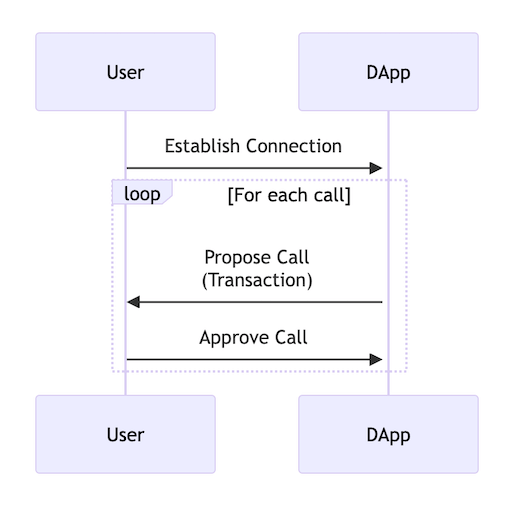 User
DApp
Establish Connection
loop
[For each call]
Propose Call
(Transaction)
Approve Call
User
DApp